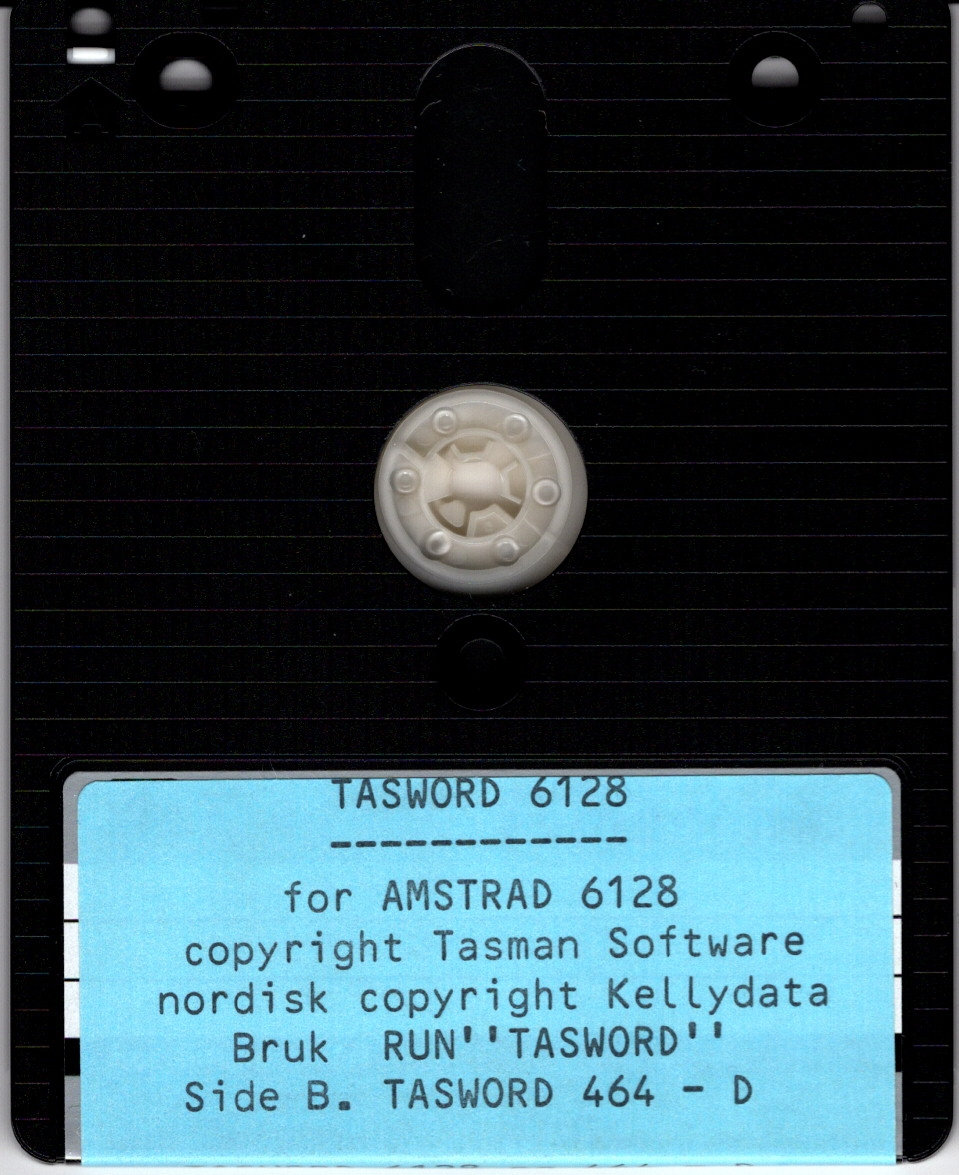 TASWORD 6128
------------
for AMSTRAD 6128
copyright Tasman Software
nordisk copyright Kellydata
Bruk RUN''TASWORD''
Side B. TASWORD 464 - D